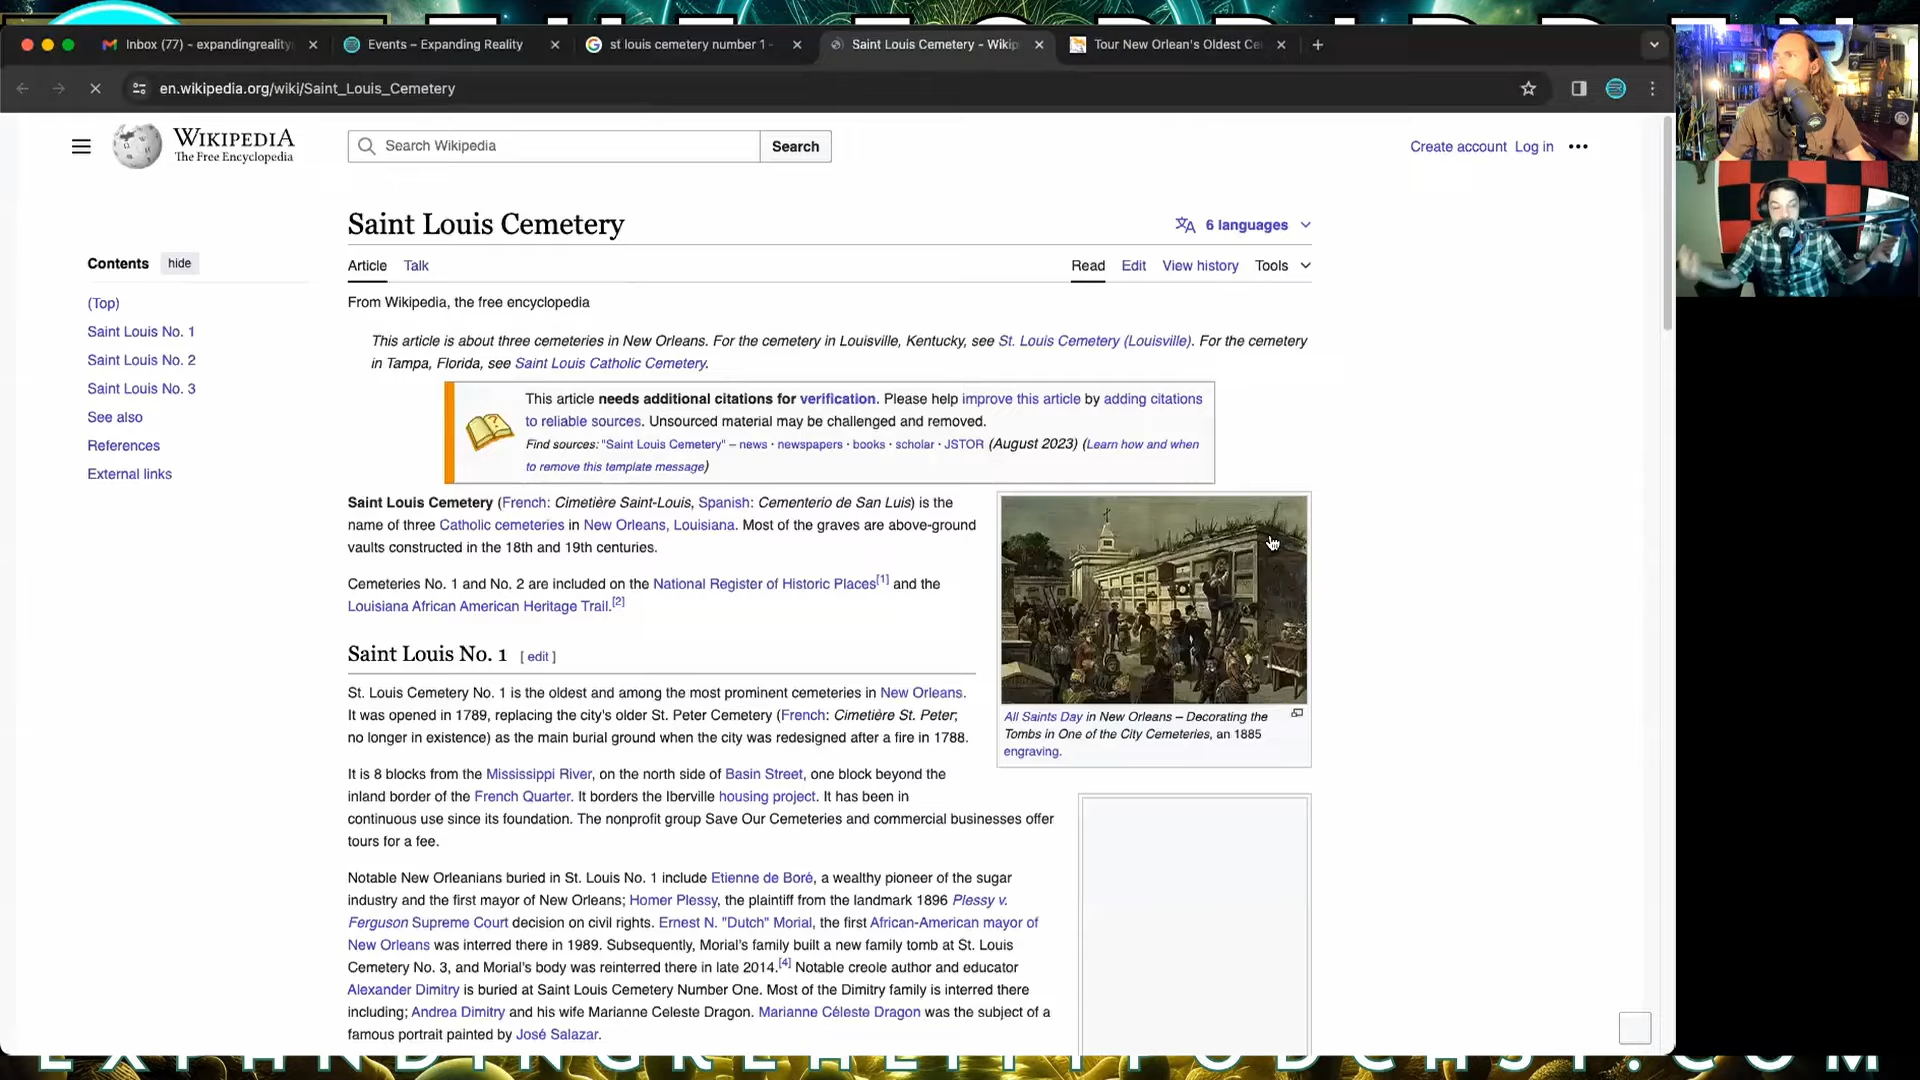 Inbox (77) - expandingreality
Events – Expanding Reality
st louis cemetery number 1 -
Saint Louis Cemetery - Wikip
Tour New Orlean's Oldest Ce
en.wikipedia.org/wiki/Saint_Louis_Cemetery
WIKIPEDIA
The Free Encyclopedia
Search Wikipedia
Search
Create account Log in
Saint Louis Cemetery
6 languages
Contents hide
(Top)
Saint Louis No. 1
Saint Louis No. 2
Saint Louis No. 3
See also
References
External links
Article Talk
Read Edit View history Tools
From Wikipedia, the free encyclopedia
This article is about three cemeteries in New Orleans. For the cemetery in Louisville, Kentucky, see St. Louis Cemetery (Louisville). For the cemetery
in Tampa, Florida, see Saint Louis Catholic Cemetery.
This article needs additional citations for verification. Please help improve this article by adding citations
to reliable sources. Unsourced material may be challenged and removed.
Find sources: "Saint Louis Cemetery" – news · newspapers · books · scholar · JSTOR (August 2023) (Learn how and when
to remove this template message)
Saint Louis Cemetery (French: Cimetière Saint-Louis, Spanish: Cementerio de San Luis) is the
name of three Catholic cemeteries in New Orleans, Louisiana. Most of the graves are above-ground
vaults constructed in the 18th and 19th centuries.
Cemeteries No. 1 and No. 2 are included on the National Register of Historic Places[1] and the
Louisiana African American Heritage Trail.[2]
All Saints Day in New Orleans – Decorating the
Tombs in One of the City Cemeteries, an 1885
engraving.
Saint Louis No. 1 [ edit ]
St. Louis Cemetery No. 1 is the oldest and among the most prominent cemeteries in New Orleans.
It was opened in 1789, replacing the city's older St. Peter Cemetery (French: Cimetière St. Peter;
no longer in existence) as the main burial ground when the city was redesigned after a fire in 1788.
It is 8 blocks from the Mississippi River, on the north side of Basin Street, one block beyond the
inland border of the French Quarter. It borders the Iberville housing project. It has been in
continuous use since its foundation. The nonprofit group Save Our Cemeteries and commercial businesses offer
tours for a fee.
Notable New Orleanians buried in St. Louis No. 1 include Etienne de Boré, a wealthy pioneer of the sugar
industry and the first mayor of New Orleans; Homer Plessy, the plaintiff from the landmark 1896 Plessy v.
Ferguson Supreme Court decision on civil rights. Ernest N. "Dutch" Morial, the first African-American mayor of
New Orleans was interred there in 1989. Subsequently, Morial's family built a new family tomb at St. Louis
Cemetery No. 3, and Morial's body was reinterred there in late 2014.[4] Notable creole author and educator
Alexander Dimitry is buried at Saint Louis Cemetery Number One. Most of the Dimitry family is interred there
including; Andrea Dimitry and his wife Marianne Celeste Dragon. Marianne Céleste Dragon was the subject of a
famous portrait painted by José Salazar.
EXPANDINGREALITYPODCAST.COM